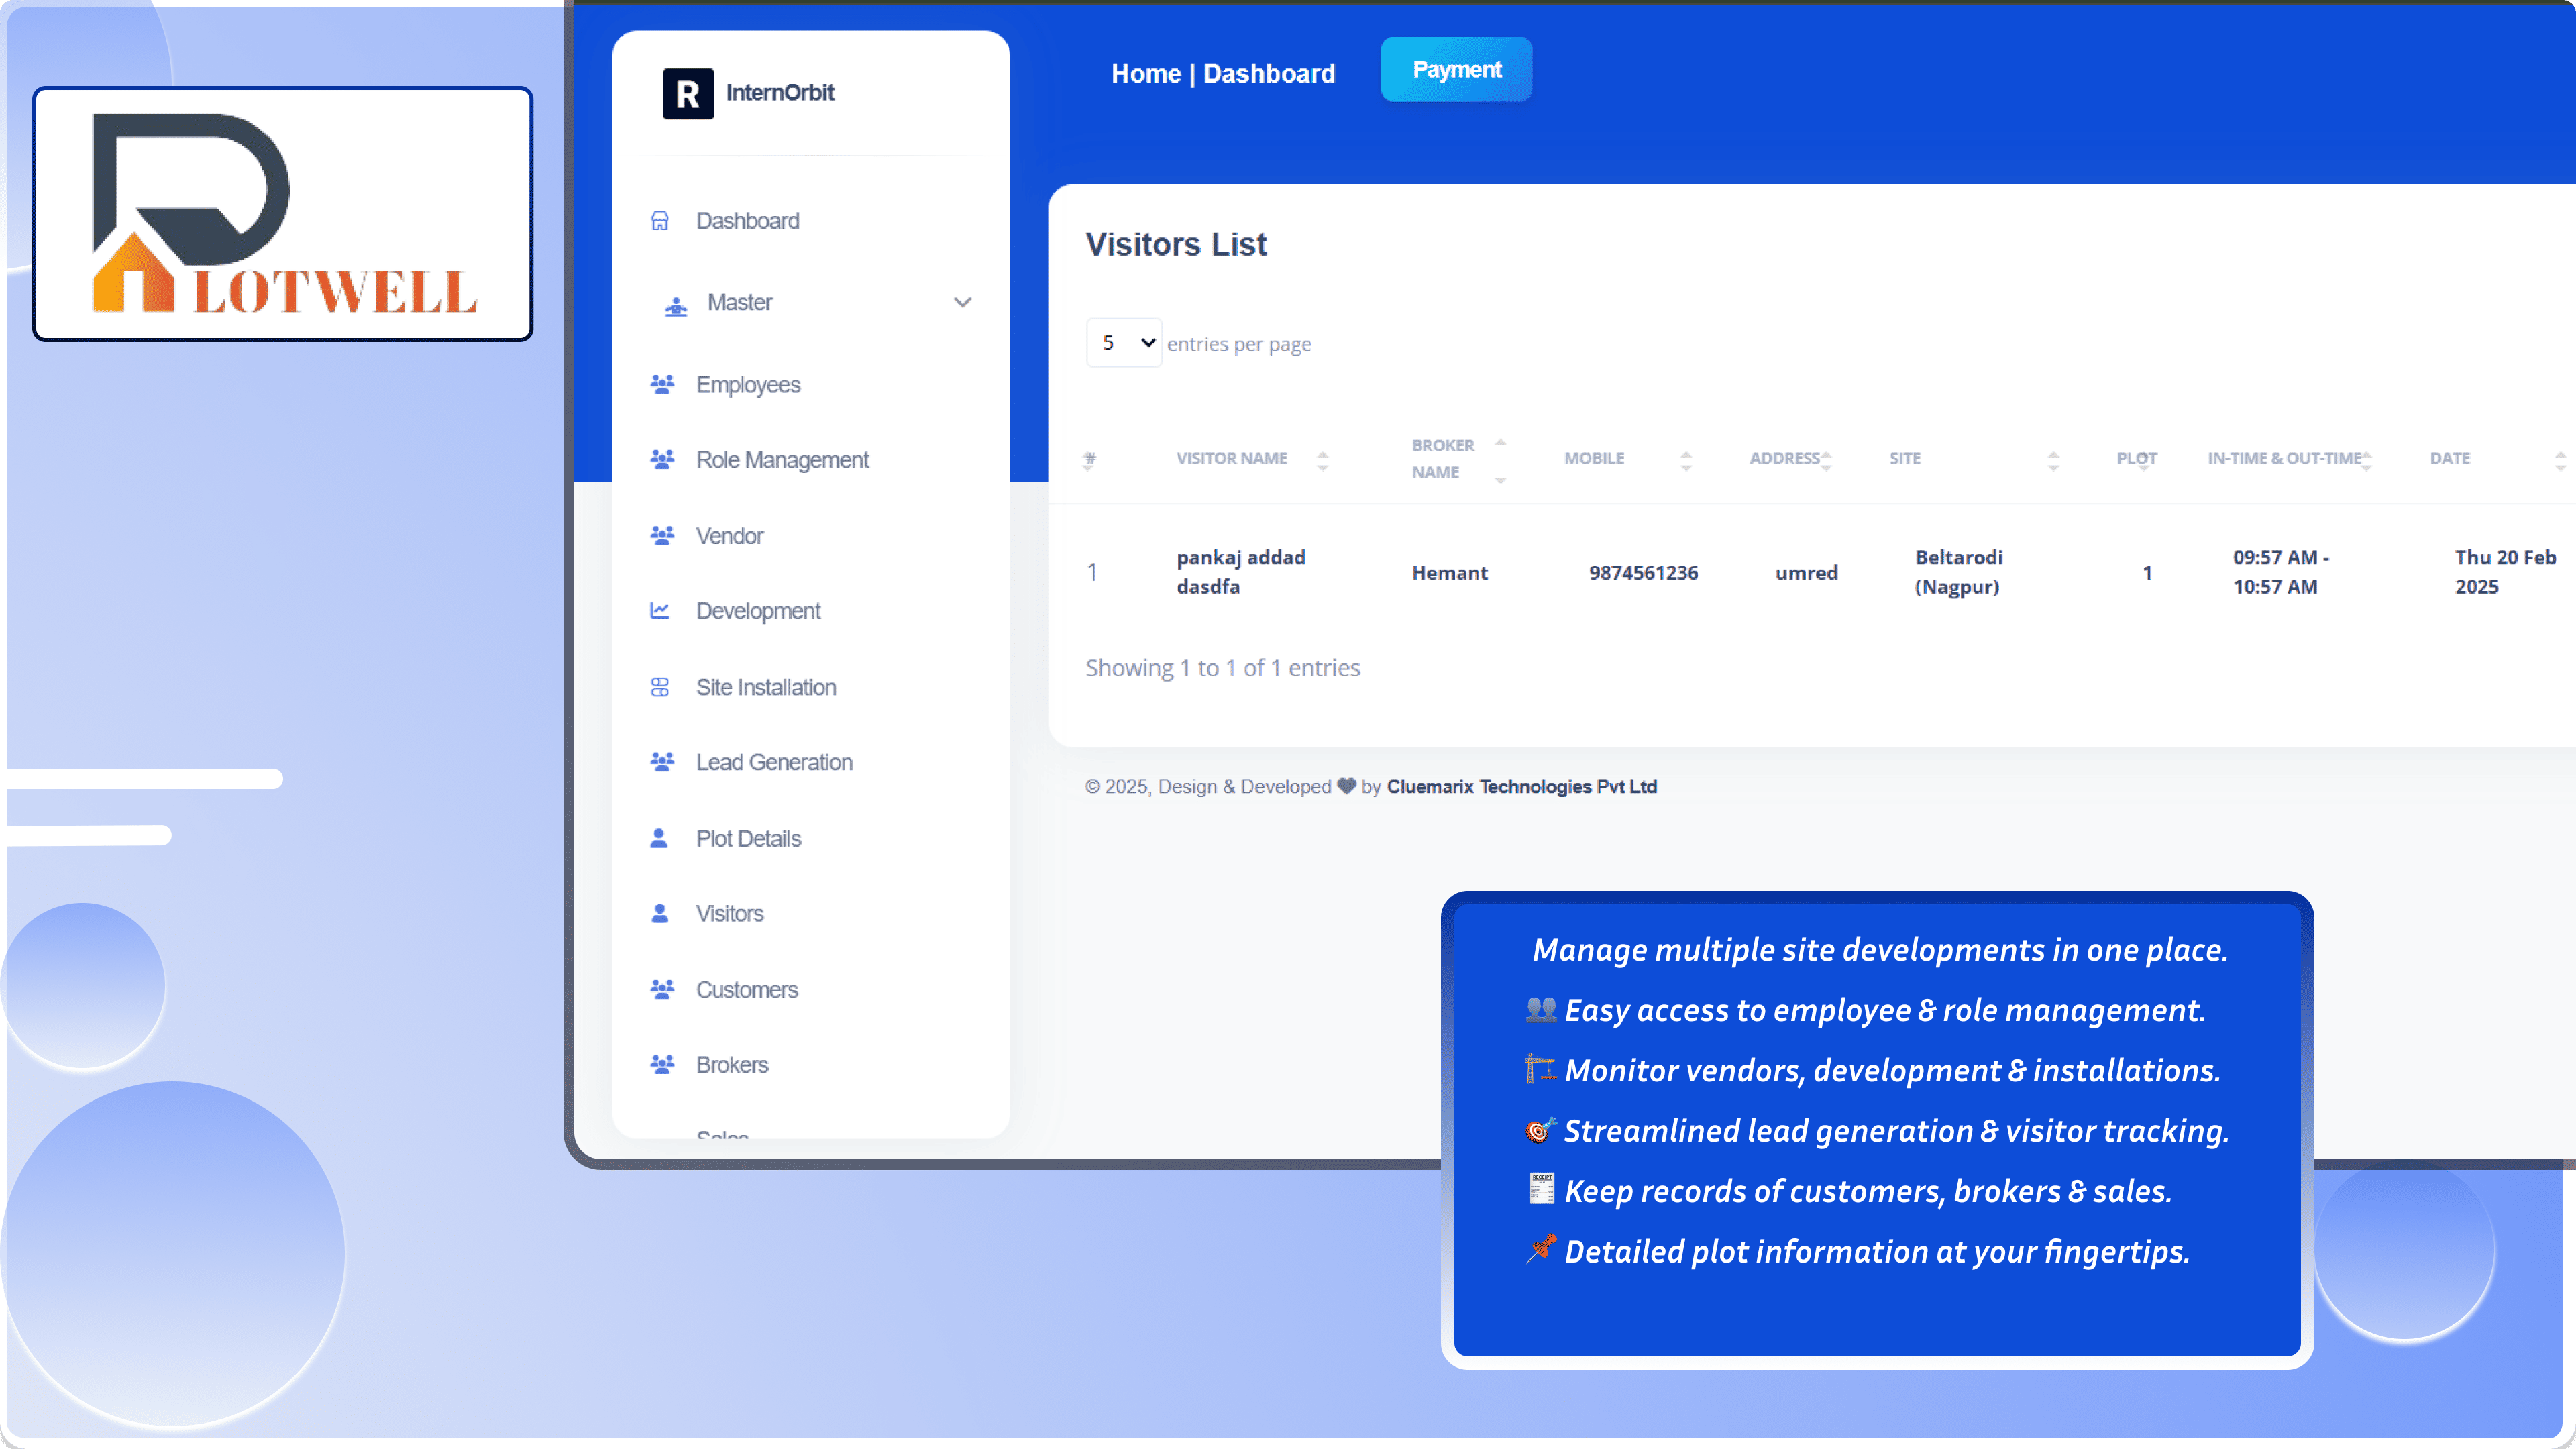 PLOTWELL
R InternOrbit
Dashboard
Master
Employees
Role Management
Vendor
Development
Site Installation
Lead Generation
Plot Details
Visitors
Customers
Brokers
Sales
Home | Dashboard
Payment
Visitors List
5 entries per page
# VISITOR NAME BROKER NAME MOBILE ADDRESS SITE PLOT IN-TIME & OUT-TIME DATE
1 pankaj addad dasdfa Hemant 9874561236 umred Beltarodi (Nagpur) 1 09:57 AM - 10:57 AM Thu 20 Feb 2025
Showing 1 to 1 of 1 entries
© 2025, Design & Developed ♥ by Cluemarix Technologies Pvt Ltd
Manage multiple site developments in one place.
👥 Easy access to employee & role management.
🏗️ Monitor vendors, development & installations.
🎯 Streamlined lead generation & visitor tracking.
🧾 Keep records of customers, brokers & sales.
📌 Detailed plot information at your fingertips.